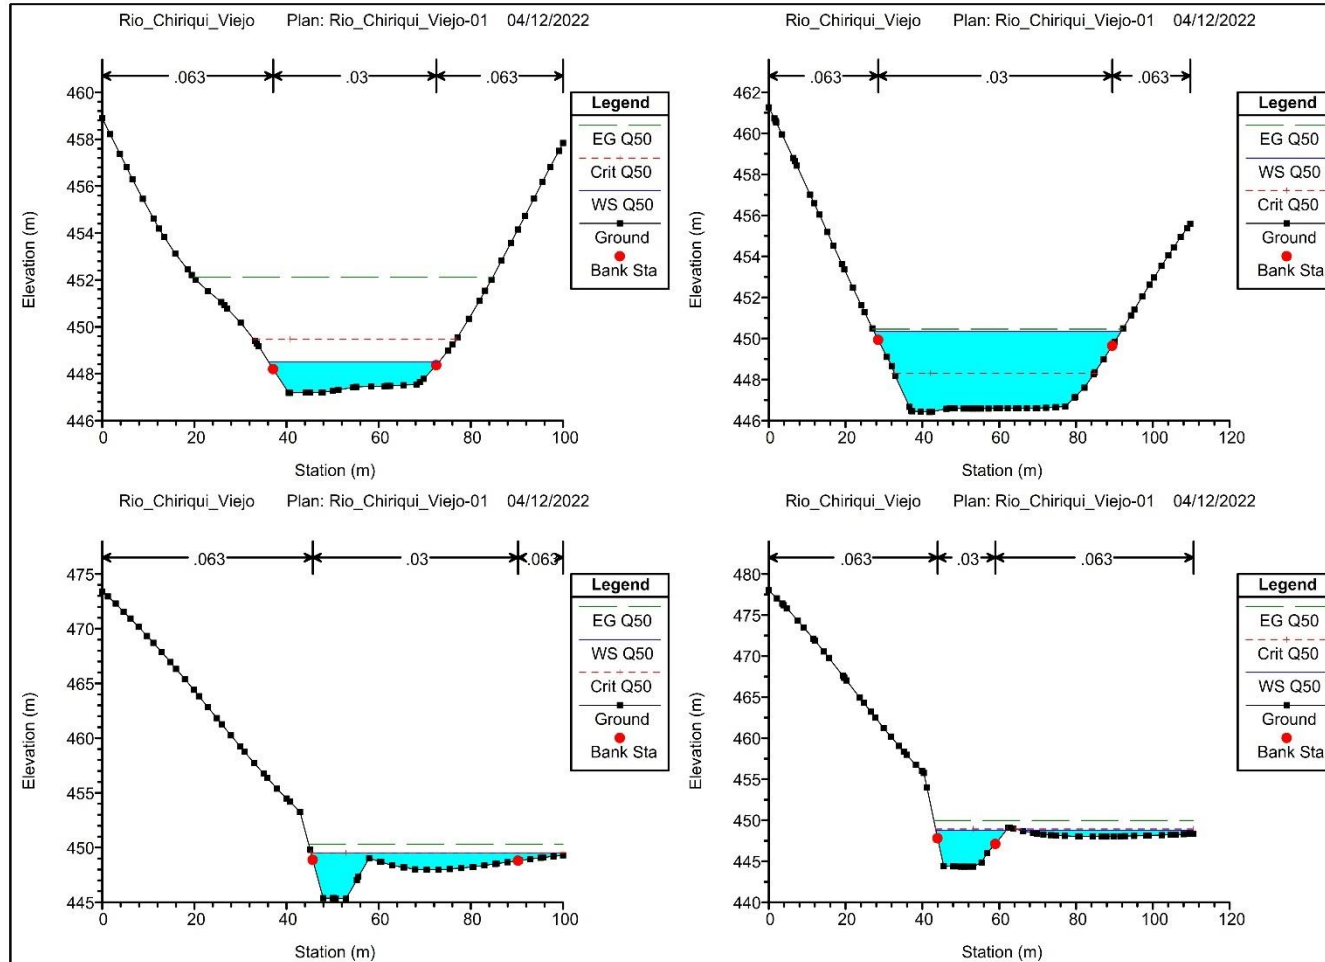 Rio_Chiriqui_Viejo Plan: Rio_Chiriqui_Viejo-01 04/12/2022
.063 .03 .063
460
458
456
454
452
450
448
446
Elevation (m)
0 20 40 60 80 100
Station (m)
Legend
EG Q50
Crit Q50
WS Q50
Ground
Bank Sta
Rio_Chiriqui_Viejo Plan: Rio_Chiriqui_Viejo-01 04/12/2022
.063 .03 .063
462
460
458
456
454
452
450
448
446
Elevation (m)
0 20 40 60 80 100 120
Station (m)
Legend
EG Q50
WS Q50
Crit Q50
Ground
Bank Sta
Rio_Chiriqui_Viejo Plan: Rio_Chiriqui_Viejo-01 04/12/2022
.063 .03 .063
475
470
465
460
455
450
445
Elevation (m)
0 20 40 60 80 100
Station (m)
Legend
EG Q50
WS Q50
Crit Q50
Ground
Bank Sta
Rio_Chiriqui_Viejo Plan: Rio_Chiriqui_Viejo-01 04/12/2022
.063 .03 .063
480
475
470
465
460
455
450
445
440
Elevation (m)
0 20 40 60 80 100 120
Station (m)
Legend
EG Q50
Crit Q50
WS Q50
Ground
Bank Sta